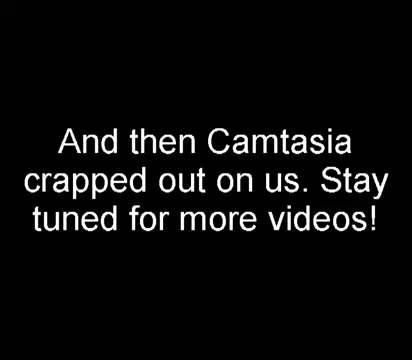 And then Camtasia
crapped out on us. Stay
tuned for more videos!